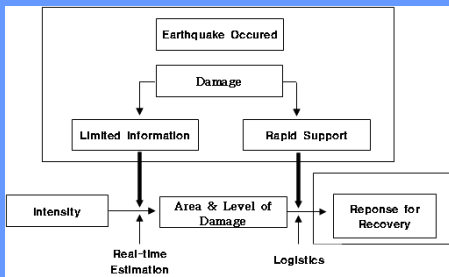 Earthquake Occured
Damage
Limited Information
Rapid Support
Intensity
Area & Level of
Damage
Reponse for
Recovery
Real-time
Estimation
Logistics